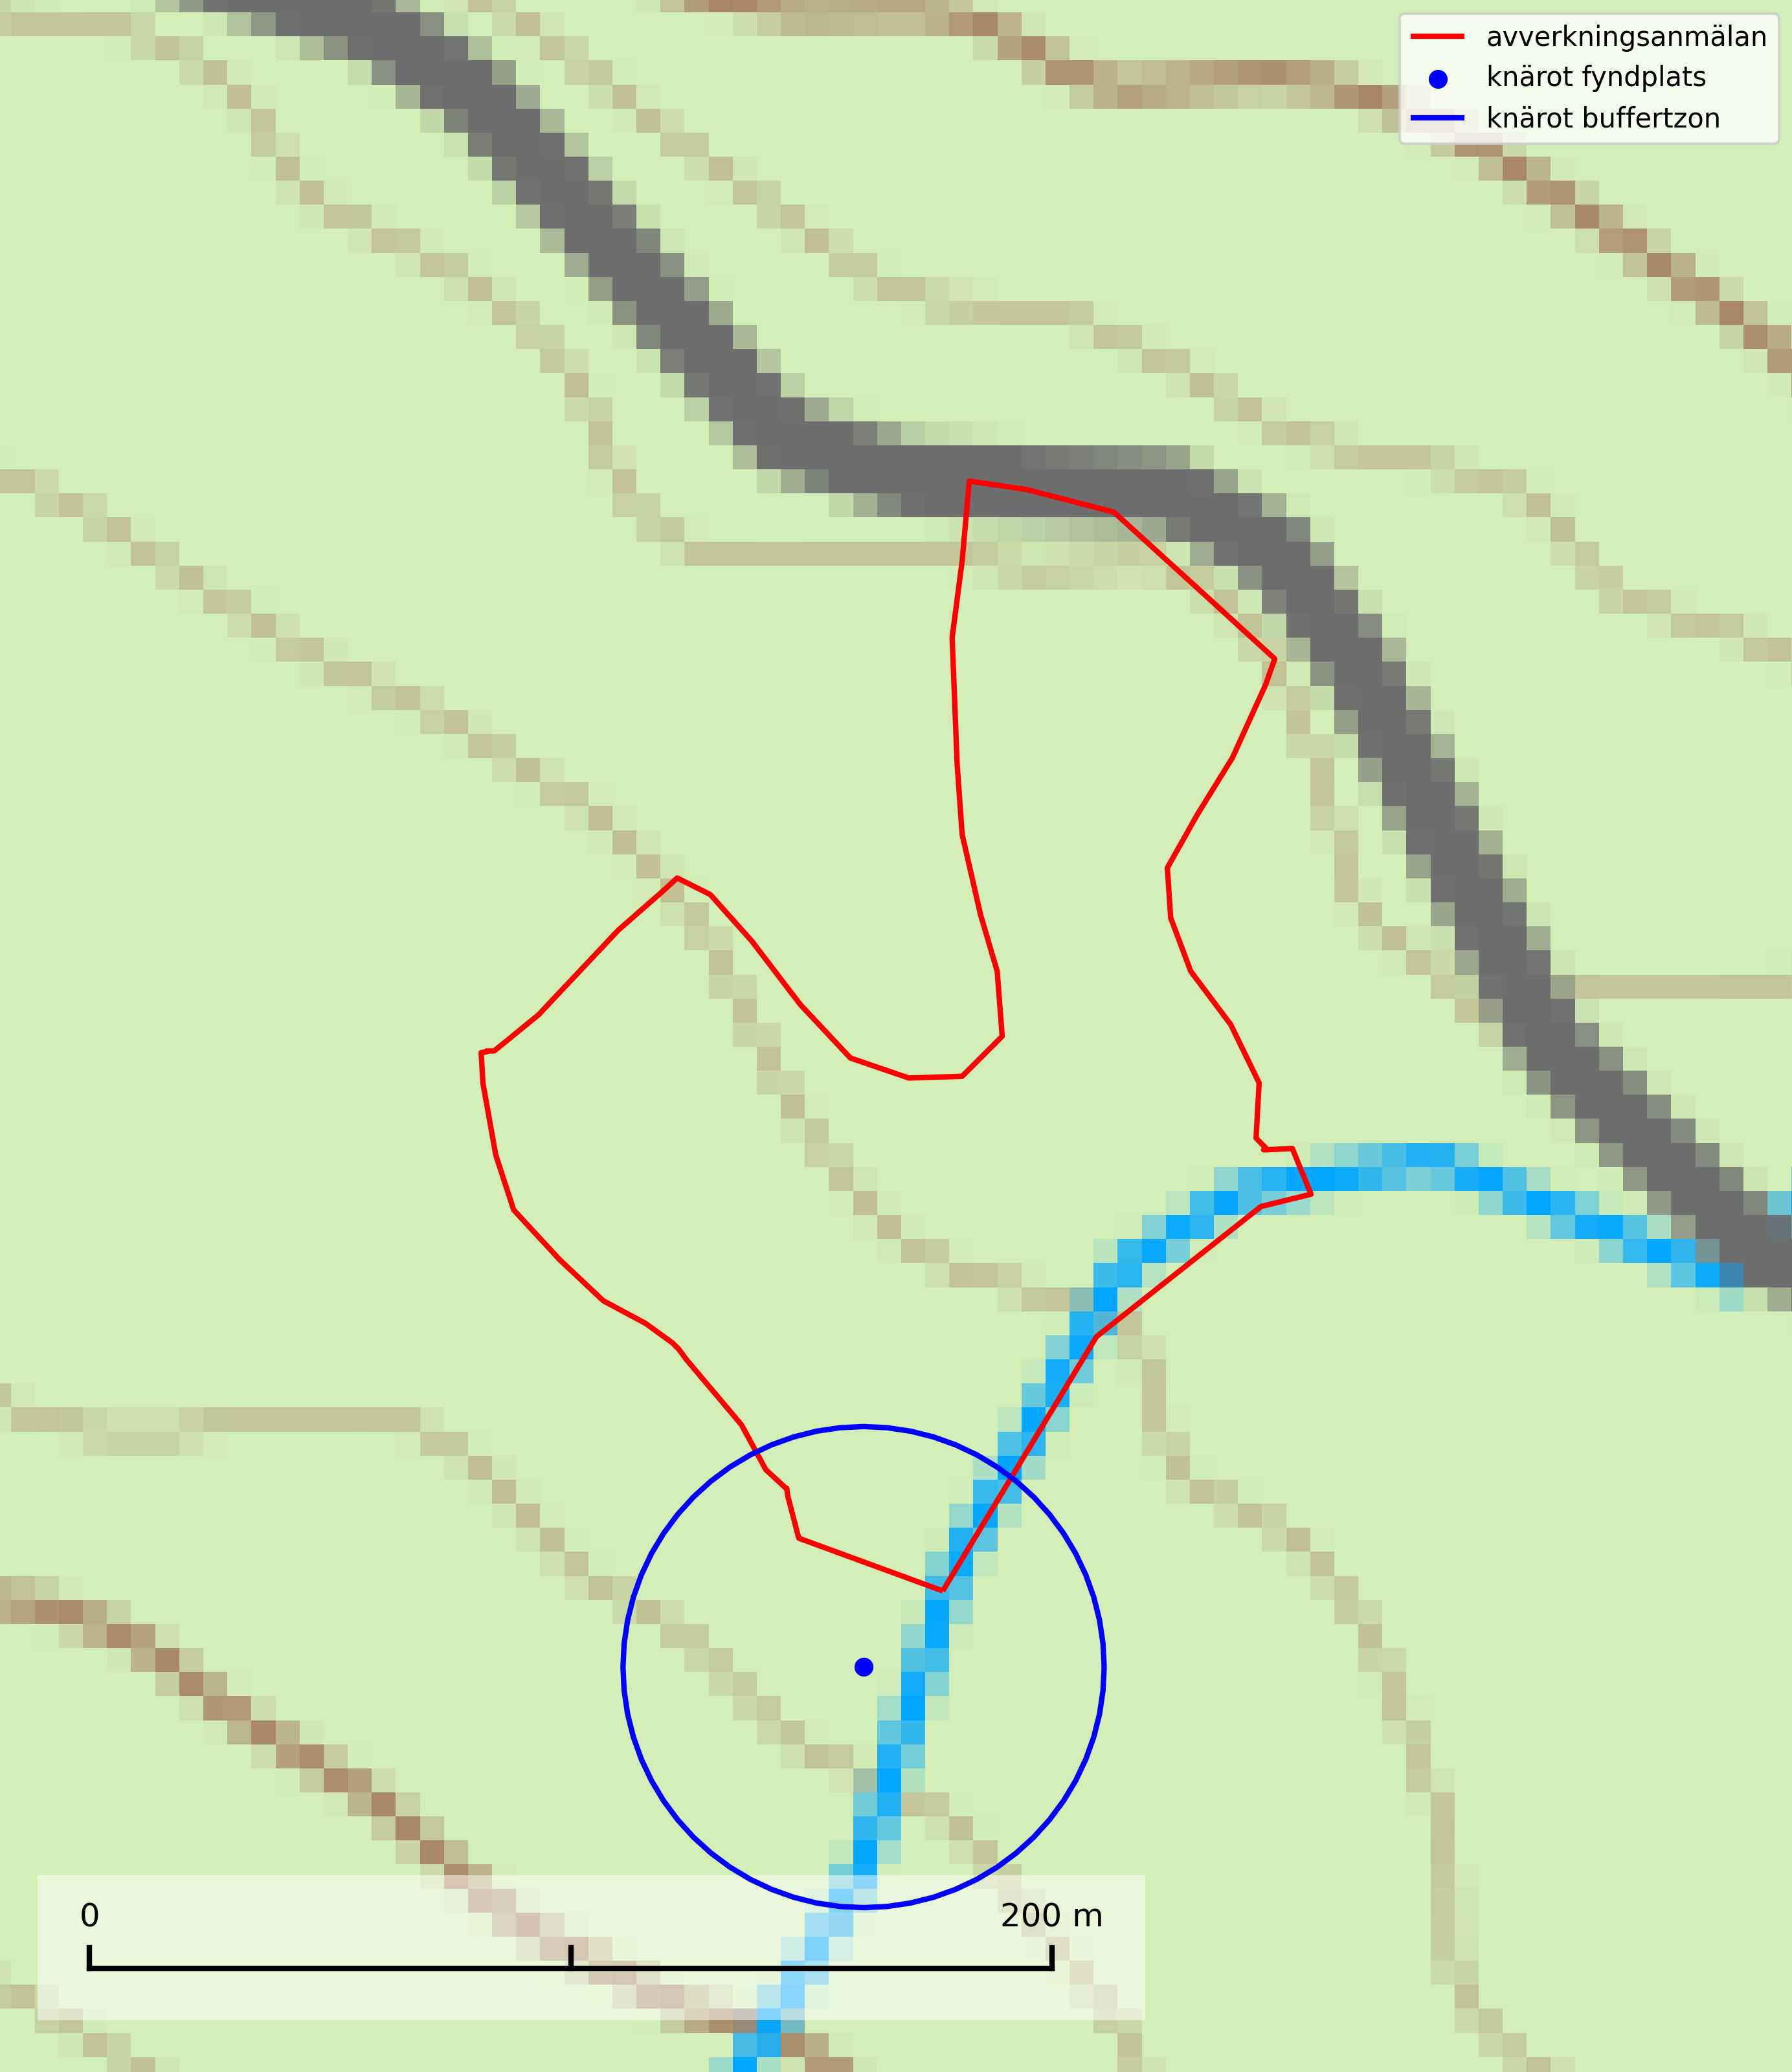 avverkningsanmälan
knärot fyndplats
knärot buffertzon
0 200 m